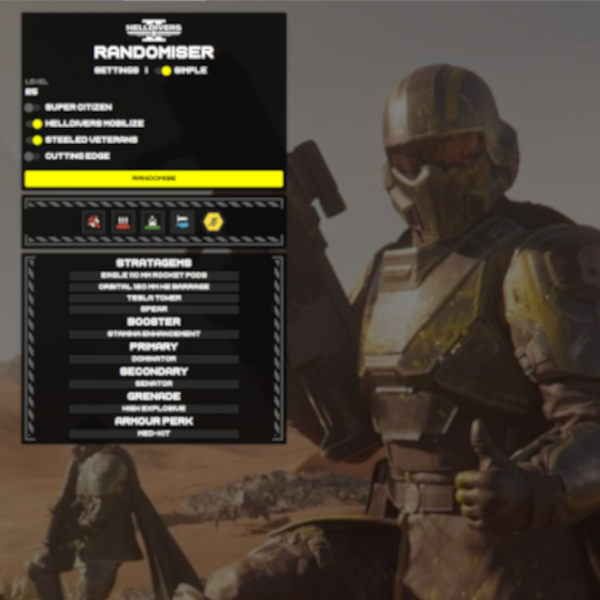 HELLDIVERS
RANDOMISER
SETTINGS | SIMPLE
LEVEL
25
SUPER CITIZEN
HELLDIVERS MOBILIZE
STEELED VETERANS
CUTTING EDGE
RANDOMISE
STRATAGEMS
EAGLE 110 MM ROCKET PODS
ORBITAL 120 MM HE BARRAGE
TESLA TOWER
SPEAR
BOOSTER
STAMINA ENHANCEMENT
PRIMARY
DOMINATOR
SECONDARY
SENATOR
GRENADE
HIGH EXPLOSIVE
ARMOUR PERK
MED-KIT